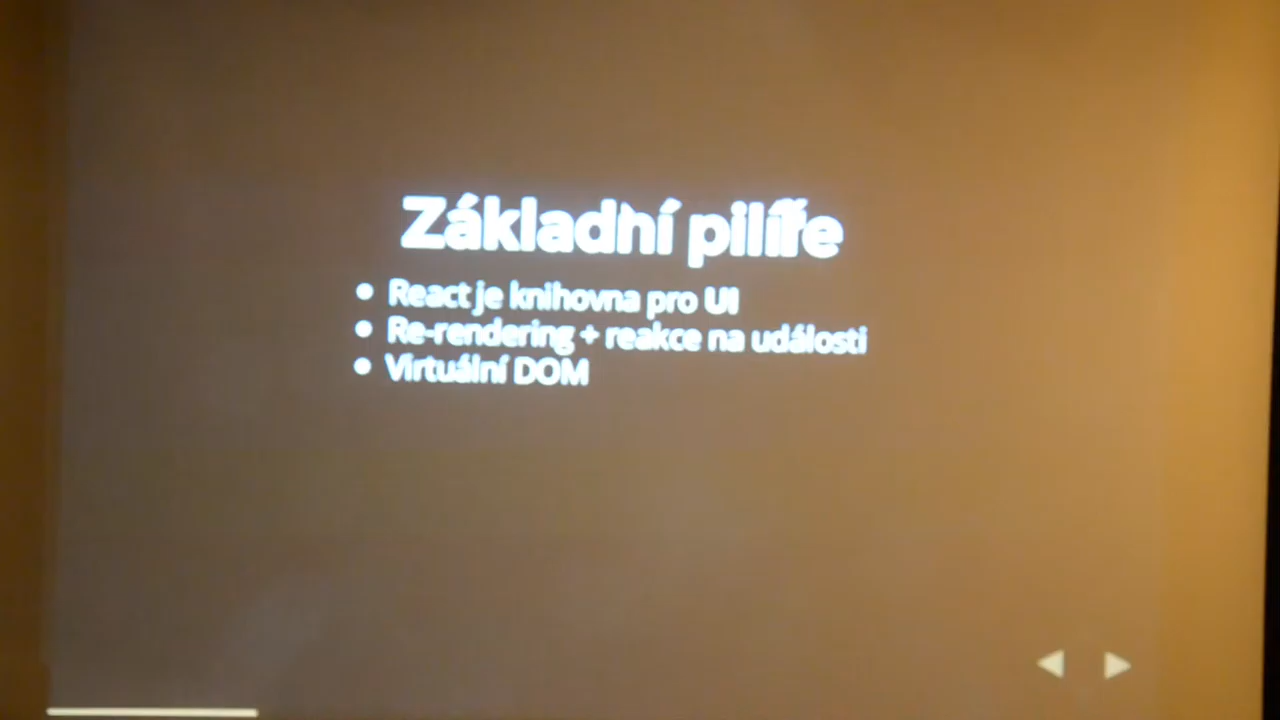 Základní pilíře
React je knihovna pro UI
Re-rendering + reakce na události
Virtuální DOM